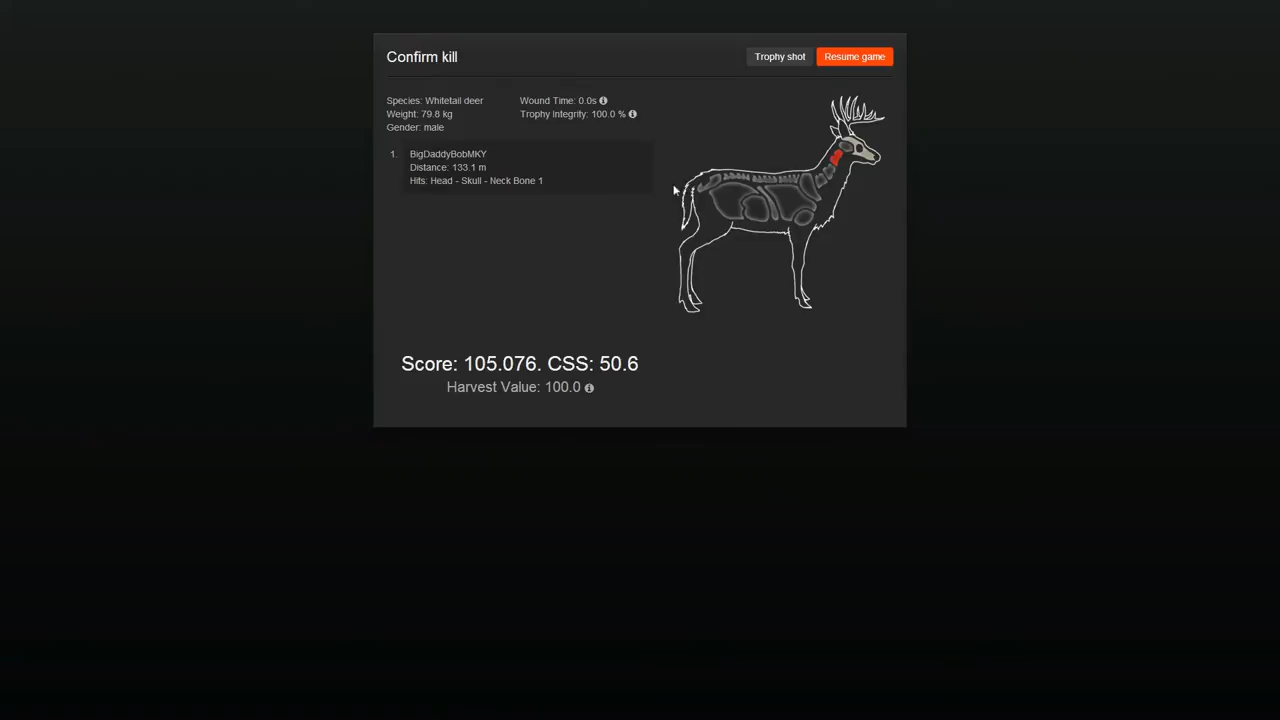 Confirm kill
Trophy shot
Resume game
Species: Whitetail deer
Weight: 79.8 kg
Gender: male
Wound Time: 0.0s
Trophy Integrity: 100.0 %
1.
BigDaddyBobMKY
Distance: 133.1 m
Hits: Head - Skull - Neck Bone 1
Score: 105.076. CSS: 50.6
Harvest Value: 100.0